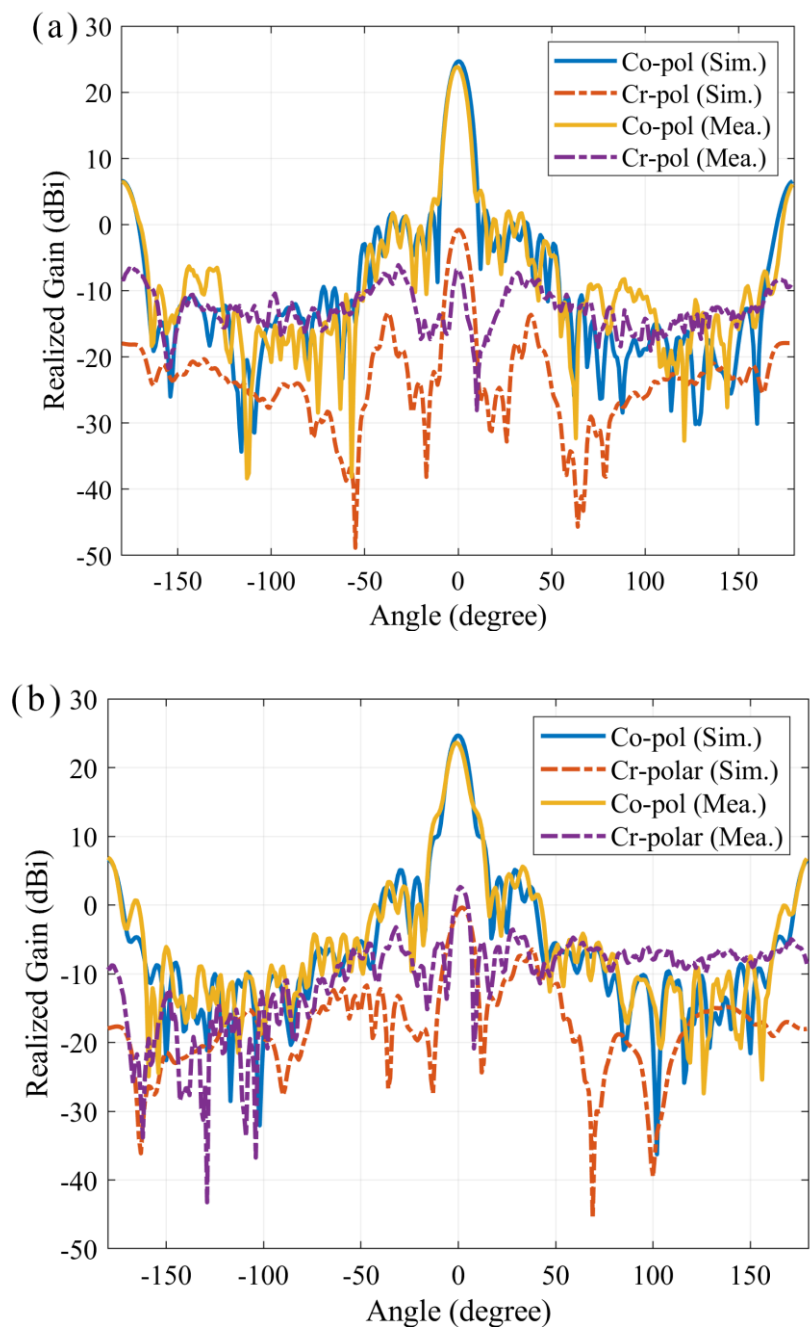 (a)
30
20
10
0
-10
-20
-30
-40
-50
Realized Gain (dBi)
Co-pol (Sim.)
Cr-pol (Sim.)
Co-pol (Mea.)
Cr-pol (Mea.)
-150 -100 -50 0 50 100 150
Angle (degree)
(b)
30
20
10
0
-10
-20
-30
-40
-50
Realized Gain (dBi)
Co-pol (Sim.)
Cr-polar (Sim.)
Co-pol (Mea.)
Cr-polar (Mea.)
-150 -100 -50 0 50 100 150
Angle (degree)